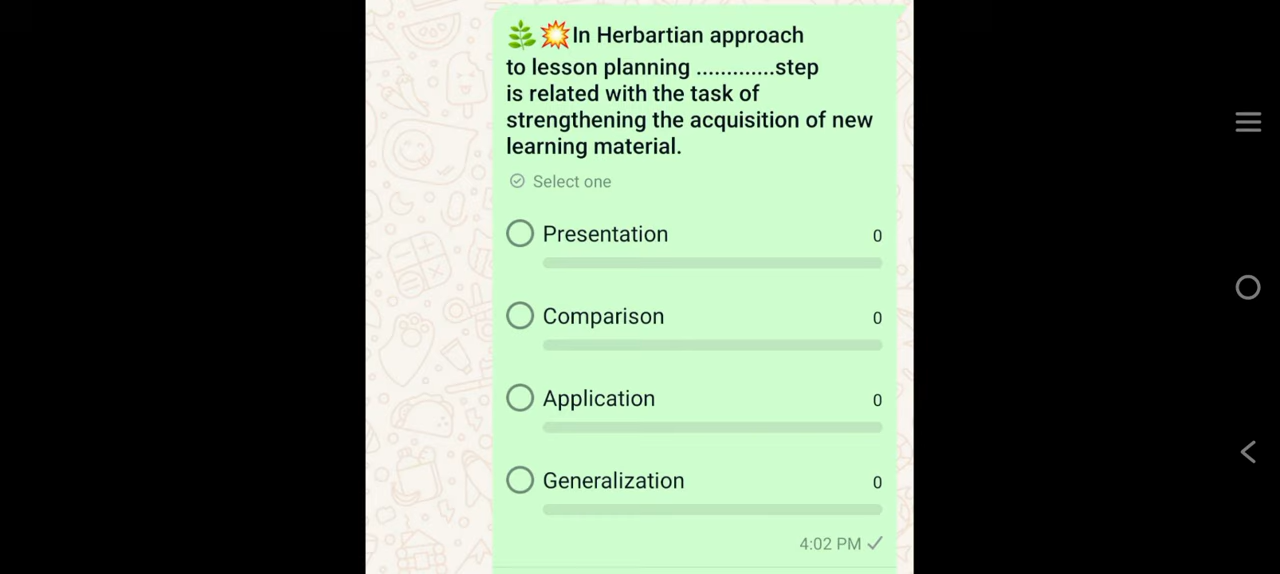 🌿💥In Herbartian approach
to lesson planning .............step
is related with the task of
strengthening the acquisition of new
learning material.
Select one
Presentation 0
Comparison 0
Application 0
Generalization 0
4:02 PM